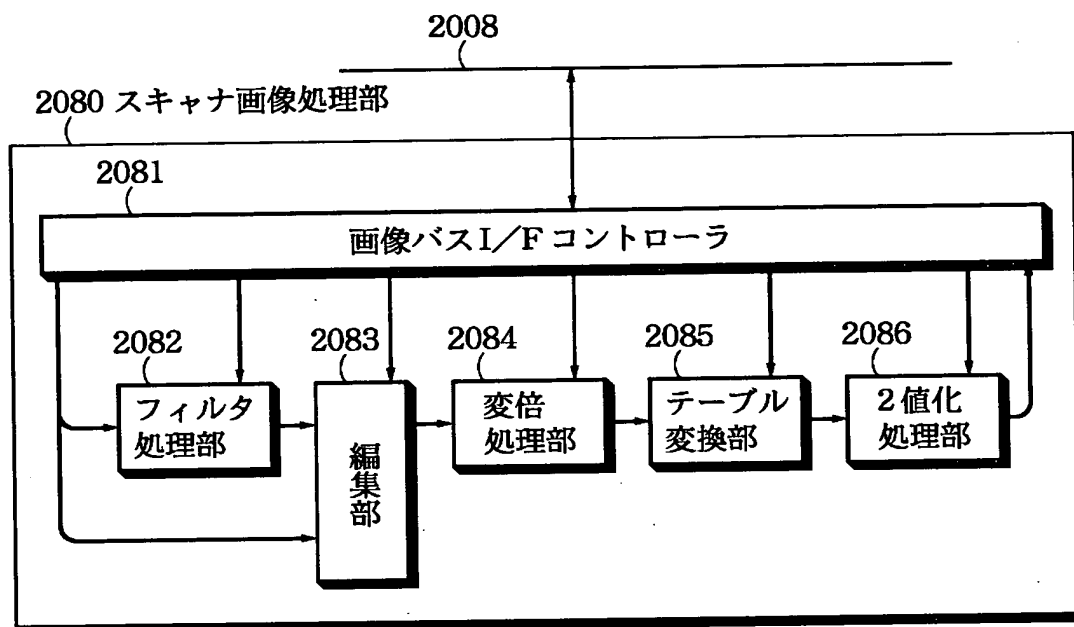 2008
2080 スキャナ画像処理部
2081
画像バスI/Fコントローラ
2082
フィルタ
処理部
2083
編集部
2084
変倍
処理部
2085
テーブル
変換部
2086
2値化
処理部